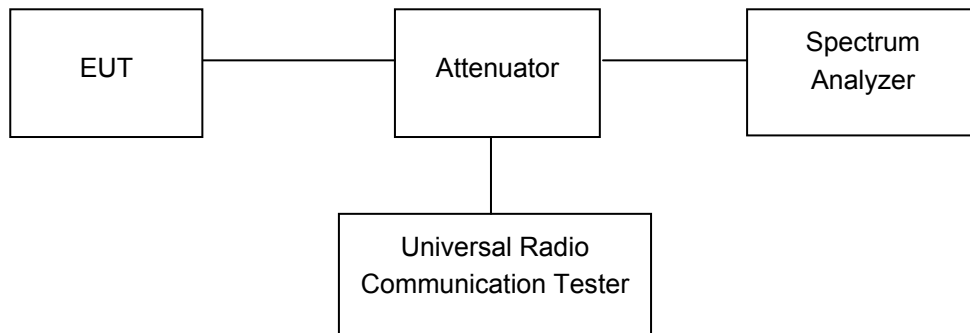 EUT
Attenuator
Spectrum
Analyzer
Universal Radio
Communication Tester